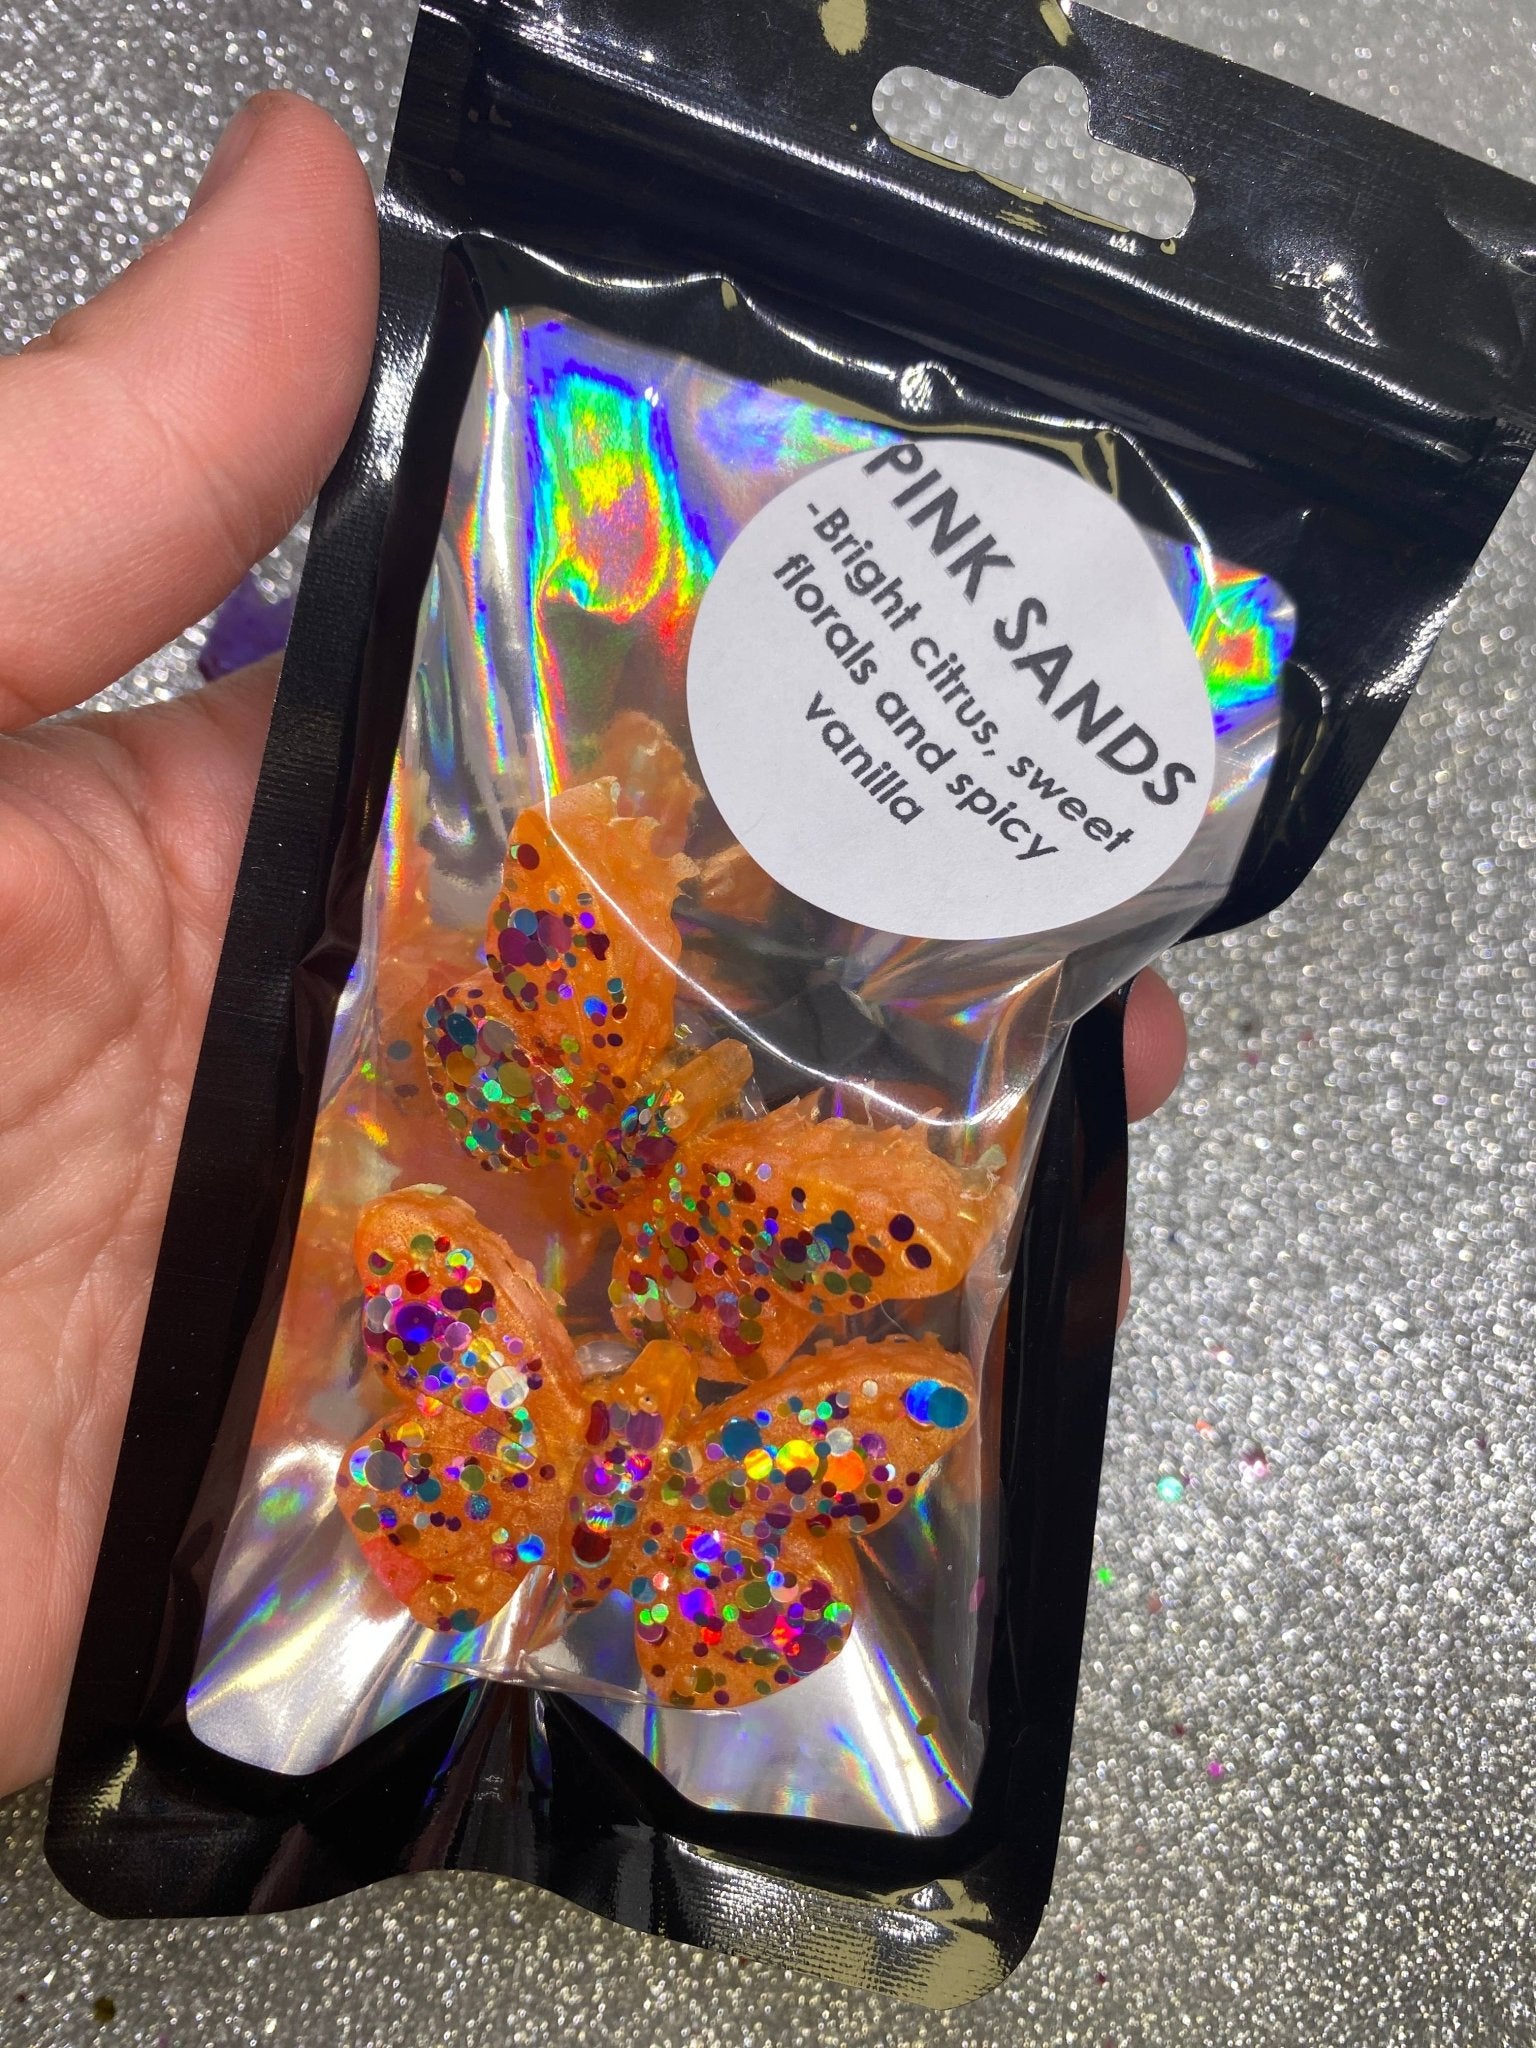 PINK SANDS
-Bright citrus, sweet
florals and spicy
vanilla